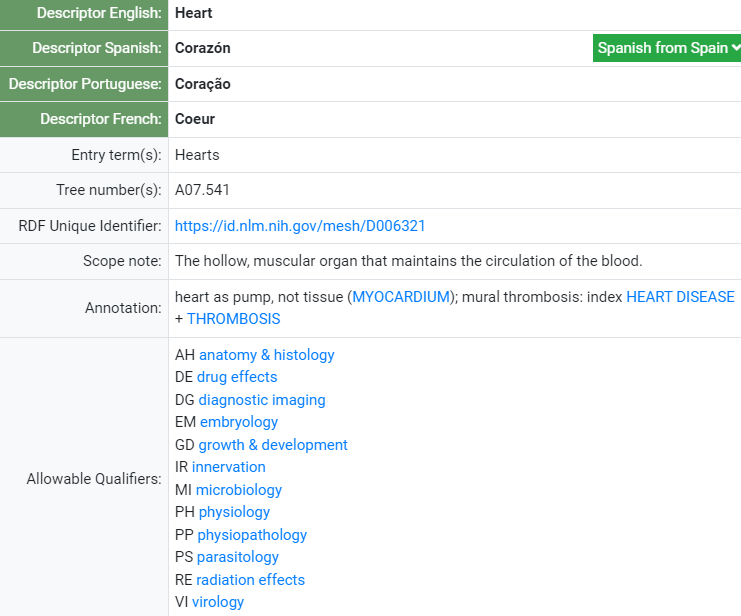 Descriptor English: Heart
Descriptor Spanish: Corazón Spanish from Spain
Descriptor Portuguese: Coração
Descriptor French: Coeur
Entry term(s): Hearts
Tree number(s): A07.541
RDF Unique Identifier: https://id.nlm.nih.gov/mesh/D006321
Scope note: The hollow, muscular organ that maintains the circulation of the blood.
Annotation: heart as pump, not tissue (MYOCARDIUM); mural thrombosis: index HEART DISEASE
+ THROMBOSIS
Allowable Qualifiers:
AH anatomy & histology
DE drug effects
DG diagnostic imaging
EM embryology
GD growth & development
IR innervation
MI microbiology
PH physiology
PP physiopathology
PS parasitology
RE radiation effects
VI virology